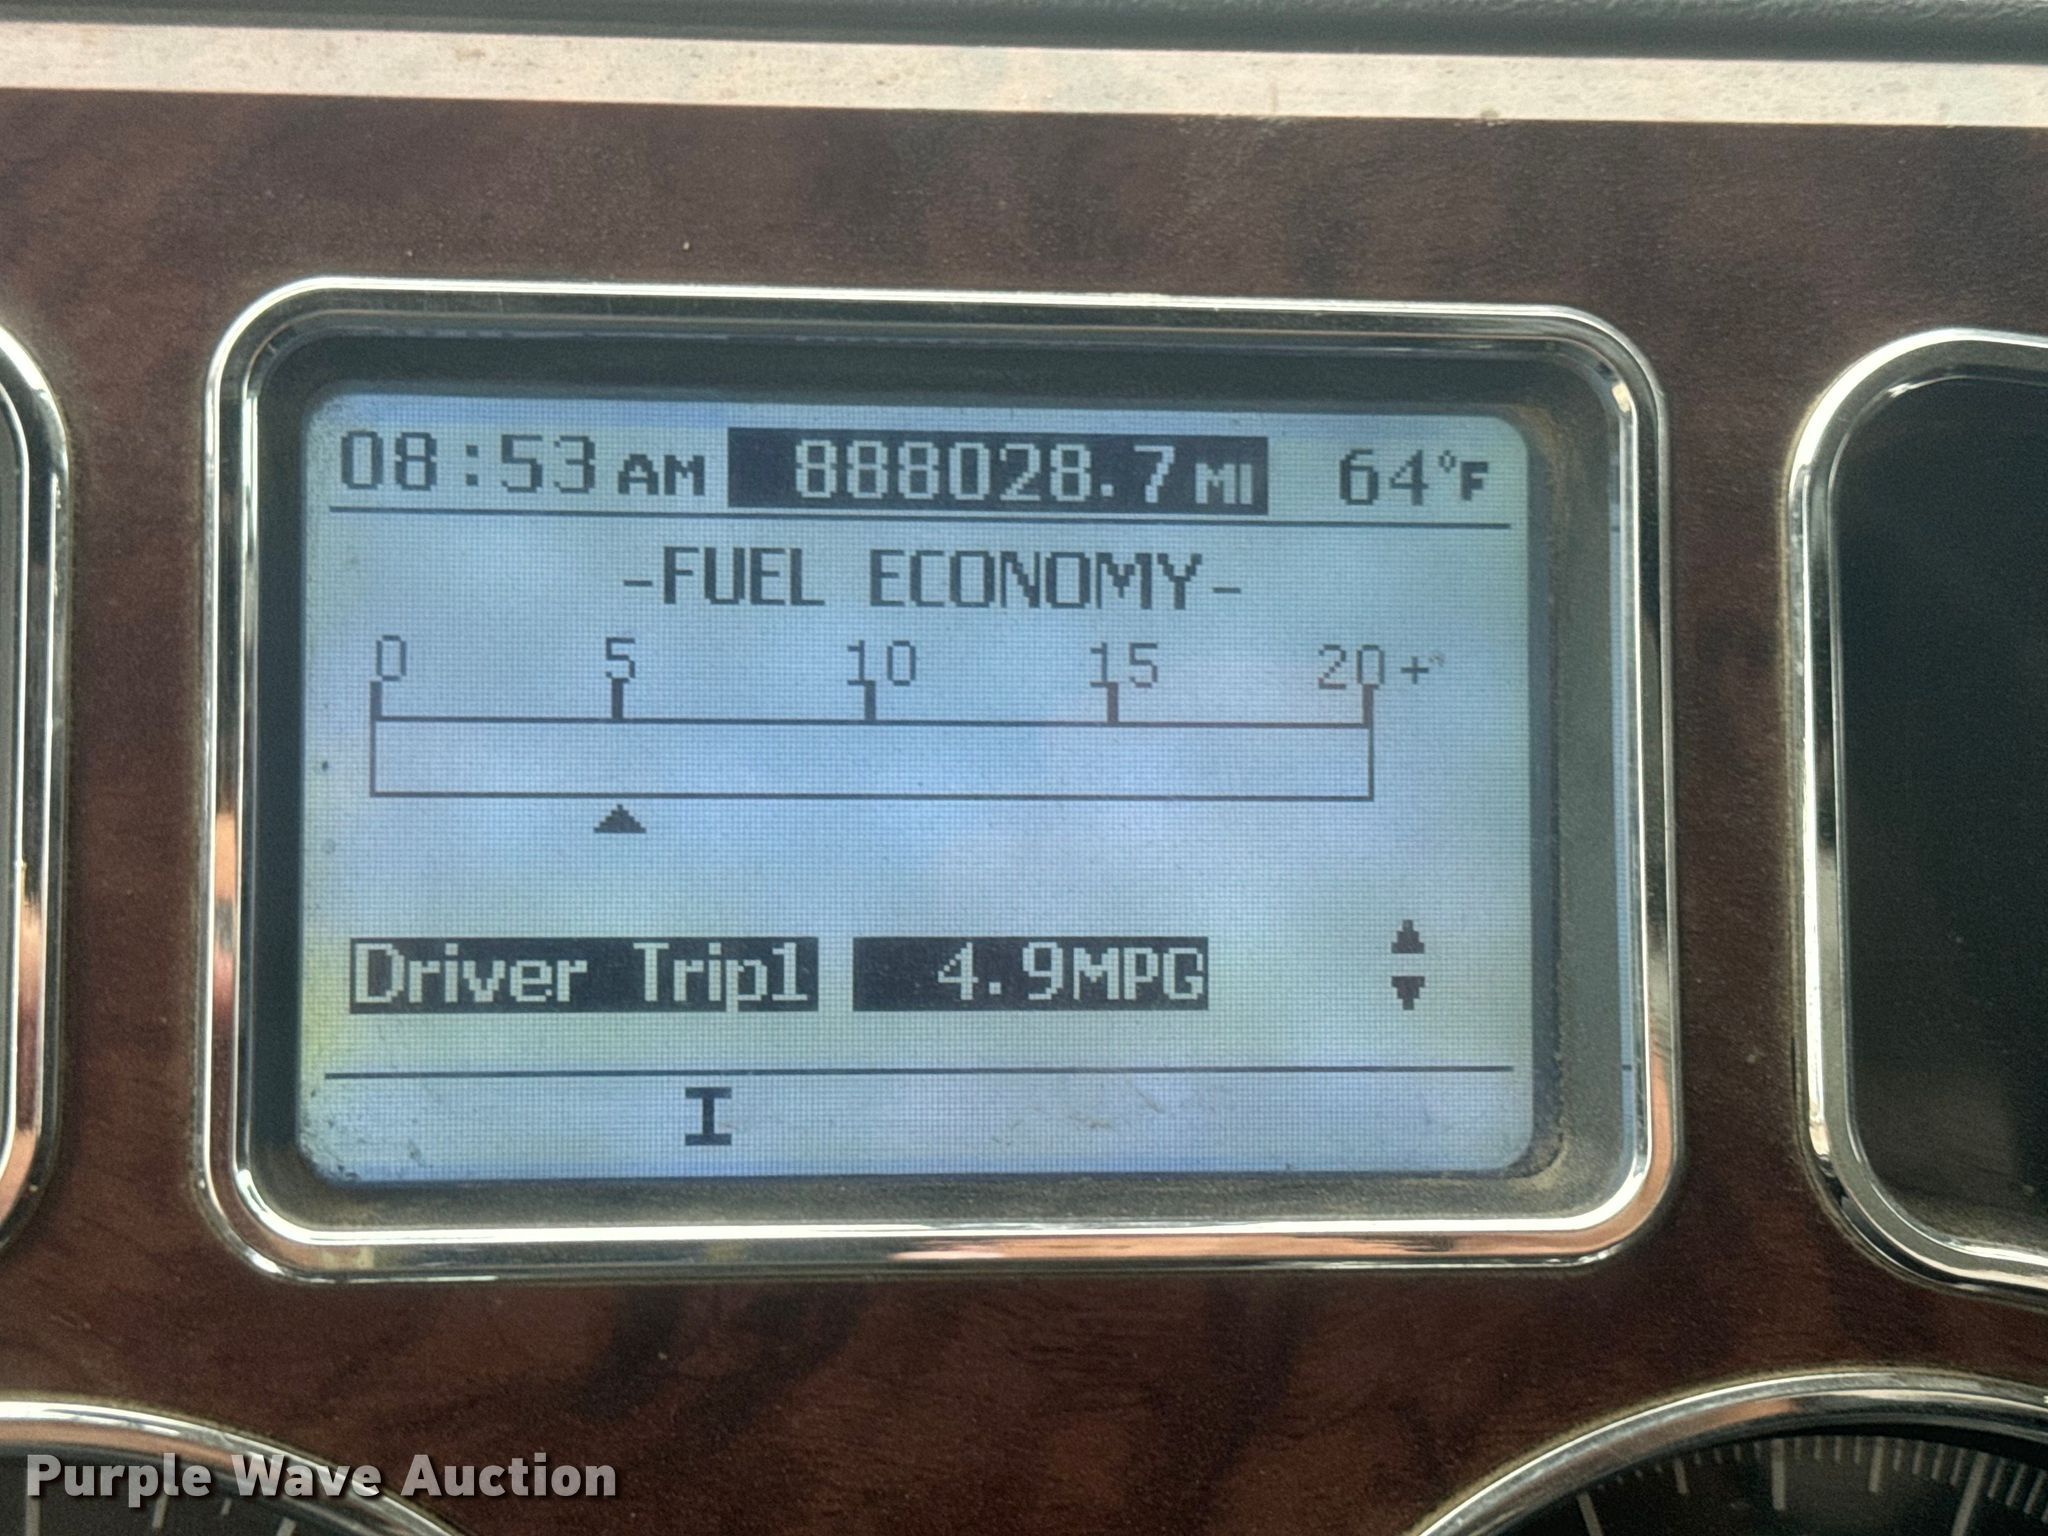 08:53 AM 888028.7 MI 64°F
-FUEL ECONOMY-
0 5 10 15 20+
Driver Trip1 4.9MPG
I
Purple Wave Auction